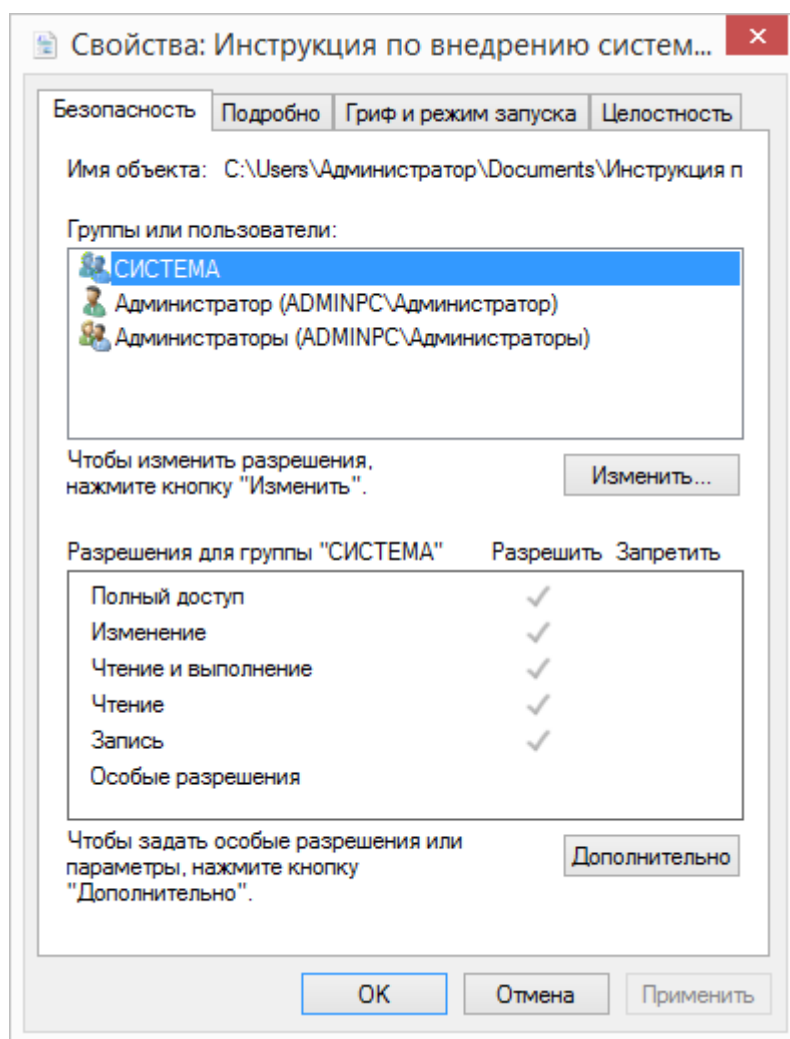 Свойства: Инструкция по внедрению систем...
Безопасность Подробно Гриф и режим запуска Целостность
Имя объекта: C:\Users\Администратор\Documents\Инструкция п
Группы или пользователи:
СИСТЕМА
Администратор (ADMINPC\Администратор)
Администраторы (ADMINPC\Администраторы)
Чтобы изменить разрешения,
нажмите кнопку "Изменить".
Изменить...
Разрешения для группы "СИСТЕМА" Разрешить Запретить
Полный доступ
Изменение
Чтение и выполнение
Чтение
Запись
Особые разрешения
Чтобы задать особые разрешения или
параметры, нажмите кнопку
"Дополнительно".
Дополнительно
OK Отмена Применить